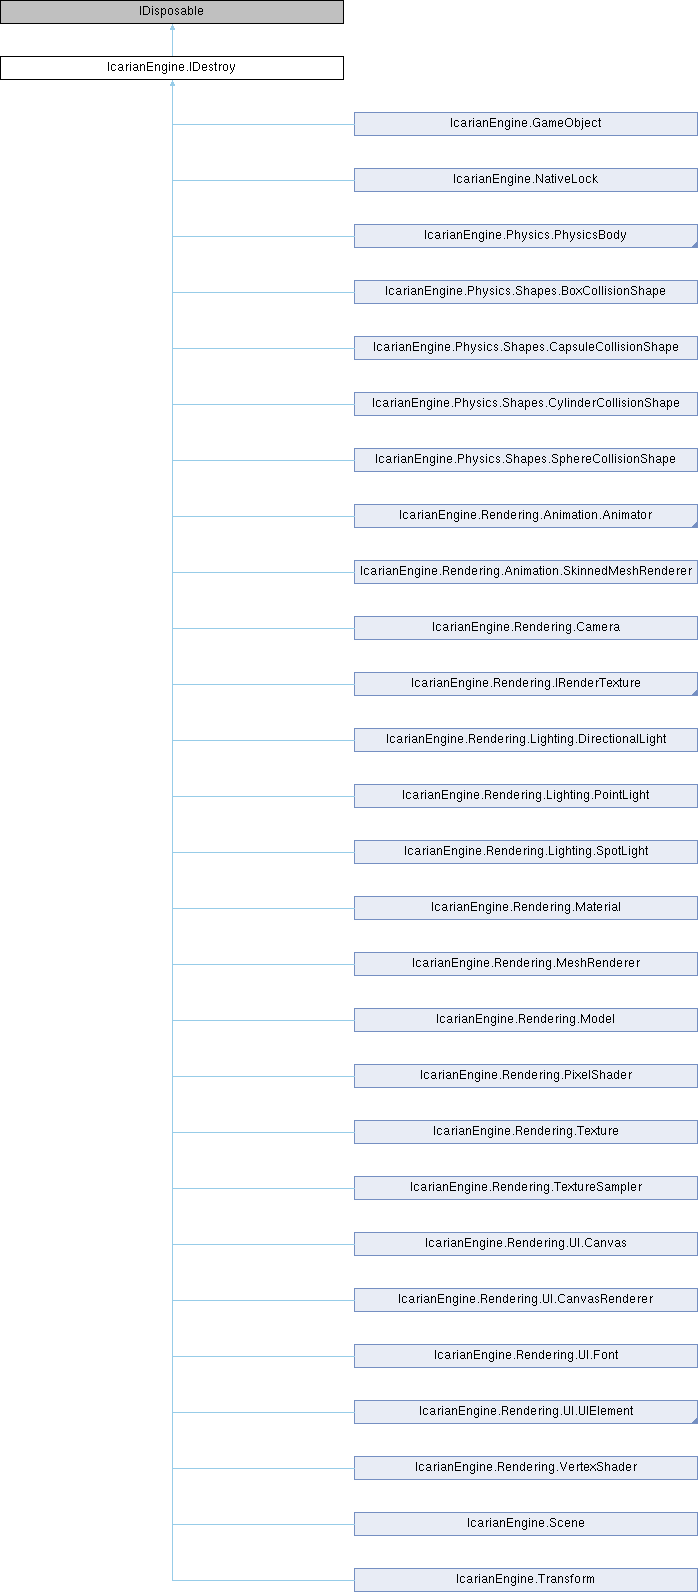 IDisposable
IcarianEngine.IDestroy
IcarianEngine.GameObject
IcarianEngine.NativeLock
IcarianEngine.Physics.PhysicsBody
IcarianEngine.Physics.Shapes.BoxCollisionShape
IcarianEngine.Physics.Shapes.CapsuleCollisionShape
IcarianEngine.Physics.Shapes.CylinderCollisionShape
IcarianEngine.Physics.Shapes.SphereCollisionShape
IcarianEngine.Rendering.Animation.Animator
IcarianEngine.Rendering.Animation.SkinnedMeshRenderer
IcarianEngine.Rendering.Camera
IcarianEngine.Rendering.IRenderTexture
IcarianEngine.Rendering.Lighting.DirectionalLight
IcarianEngine.Rendering.Lighting.PointLight
IcarianEngine.Rendering.Lighting.SpotLight
IcarianEngine.Rendering.Material
IcarianEngine.Rendering.MeshRenderer
IcarianEngine.Rendering.Model
IcarianEngine.Rendering.PixelShader
IcarianEngine.Rendering.Texture
IcarianEngine.Rendering.TextureSampler
IcarianEngine.Rendering.UI.Canvas
IcarianEngine.Rendering.UI.CanvasRenderer
IcarianEngine.Rendering.UI.Font
IcarianEngine.Rendering.UI.UIElement
IcarianEngine.Rendering.VertexShader
IcarianEngine.Scene
IcarianEngine.Transform